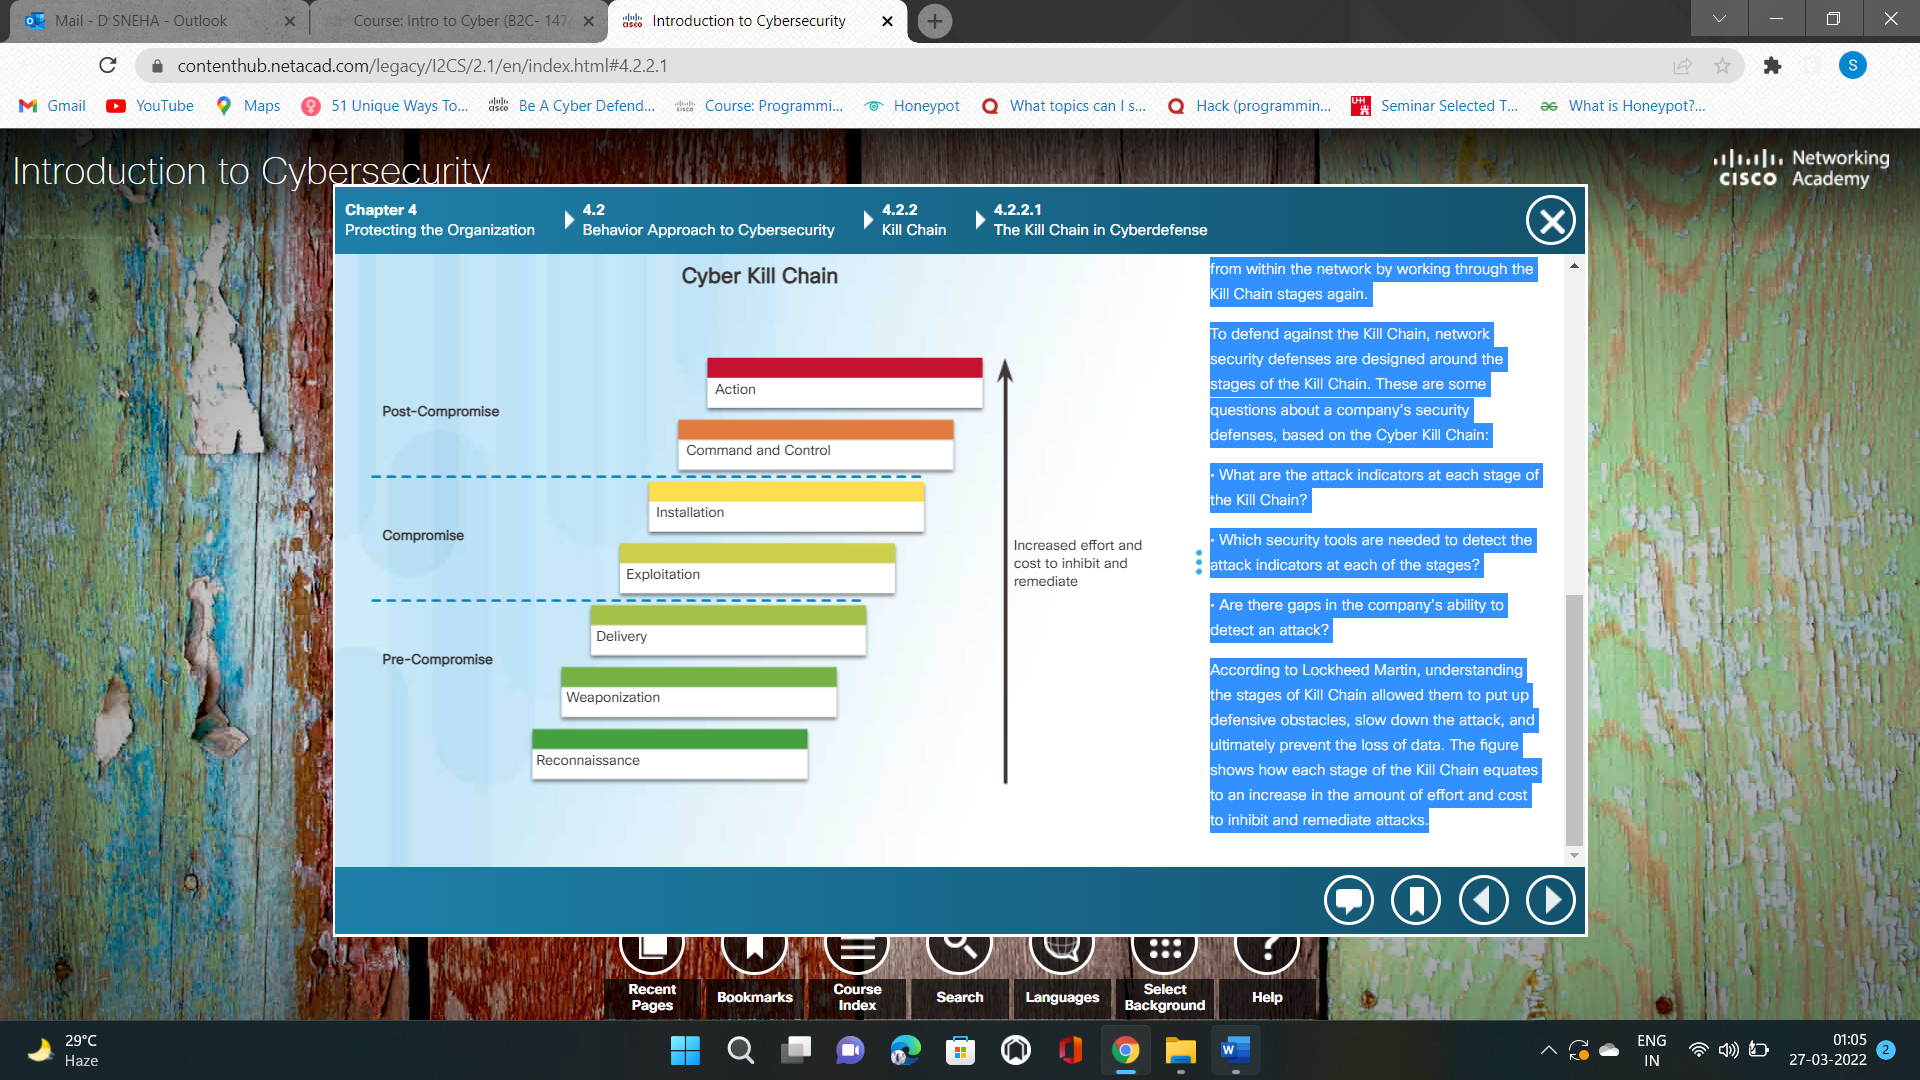 Mail - D SNEHA - Outlook
Course: Intro to Cyber (B2C- 147
Introduction to Cybersecurity
contenthub.netacad.com/legacy/I2CS/2.1/en/index.html#4.2.2.1
S
Gmail
YouTube
Maps
51 Unique Ways To...
Be A Cyber Defend...
Course: Programmi...
Honeypot
What topics can I s...
Hack (programmin...
Seminar Selected T...
What is Honeypot?...
Introduction to Cybersecurity
CISCO
Networking
Academy
Chapter 4
Protecting the Organization
4.2
Behavior Approach to Cybersecurity
4.2.2
Kill Chain
4.2.2.1
The Kill Chain in Cyberdefense
Cyber Kill Chain
Action
Post-Compromise
Command and Control
Installation
Compromise
Exploitation
Delivery
Pre-Compromise
Weaponization
Reconnaissance
Increased effort and
cost to inhibit and
remediate
from within the network by working through the
Kill Chain stages again.
To defend against the Kill Chain, network
security defenses are designed around the
stages of the Kill Chain. These are some
questions about a company's security
defenses, based on the Cyber Kill Chain:
• What are the attack indicators at each stage of
the Kill Chain?
• Which security tools are needed to detect the
attack indicators at each of the stages?
• Are there gaps in the company's ability to
detect an attack?
According to Lockheed Martin, understanding
the stages of Kill Chain allowed them to put up
defensive obstacles, slow down the attack, and
ultimately prevent the loss of data. The figure
shows how each stage of the Kill Chain equates
to an increase in the amount of effort and cost
to inhibit and remediate attacks.
Recent
Pages
Bookmarks
Course
Index
Search
Languages
Select
Background
Help
29°C
Haze
ENG
IN
01:05
27-03-2022
2